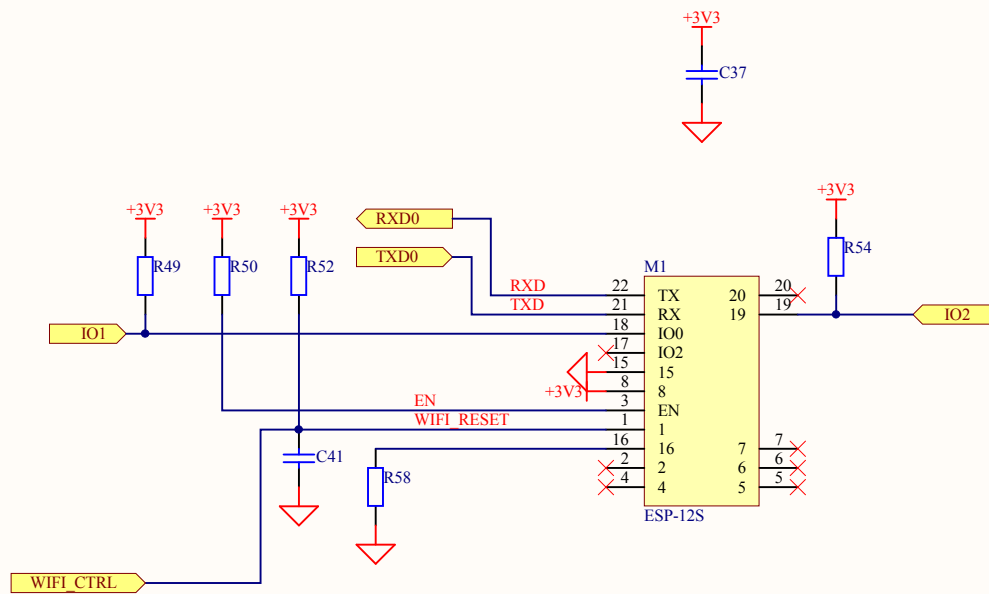 +3V3
C37
+3V3
+3V3
+3V3
+3V3
RXD0
TXD0
R49
R50
R52
R54
M1
RXD
22
TX
20
20
TXD
21
RX
19
19
IO1
18
IO0
IO2
17
IO2
15
15
+3V3
8
8
EN
3
EN
WIFI_RESET
1
1
16
16
7
7
C41
2
2
6
6
R58
4
4
5
5
ESP-12S
WIFI_CTRL